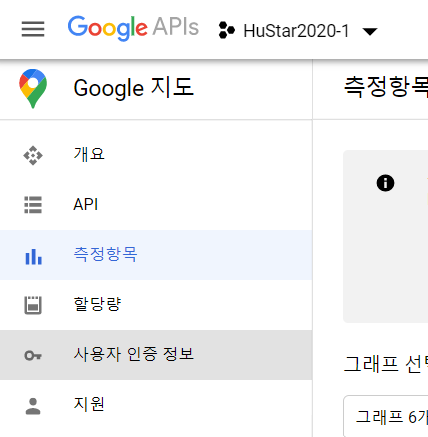 Google APIs HuStar2020-1
Google 지도
측정항목
개요
API
측정항목
할당량
사용자 인증 정보
그래프 선택
지원
그래프 6개